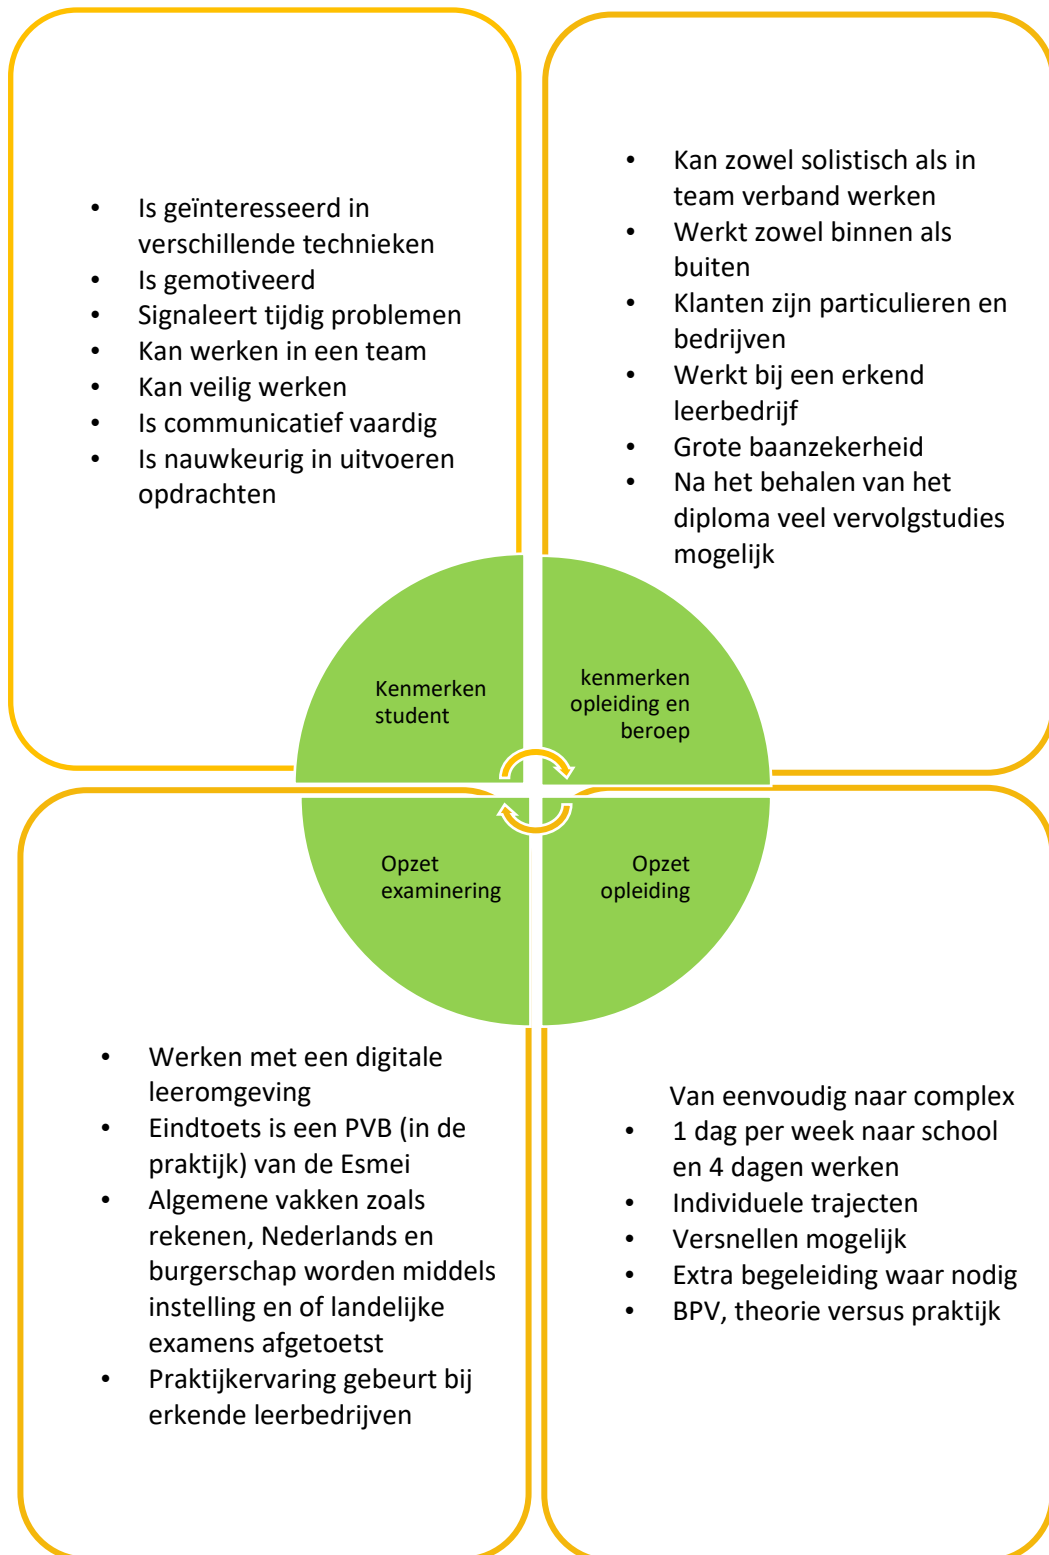 • Is geïnteresseerd in
verschillende technieken
• Is gemotiveerd
• Signaleert tijdig problemen
• Kan werken in een team
• Kan veilig werken
• Is communicatief vaardig
• Is nauwkeurig in uitvoeren
opdrachten
• Kan zowel solistisch als in
team verband werken
• Werkt zowel binnen als
buiten
• Klanten zijn particulieren en
bedrijven
• Werkt bij een erkend
leerbedrijf
• Grote baanzekerheid
• Na het behalen van het
diploma veel vervolgstudies
mogelijk
Kenmerken
student
kenmerken
opleiding en
beroep
Opzet
examinering
Opzet
opleiding
• Werken met een digitale
leeromgeving
• Eindtoets is een PVB (in de
praktijk) van de Esmei
• Algemene vakken zoals
rekenen, Nederlands en
burgerschap worden middels
instelling en of landelijke
examens afgetoetst
• Praktijkervaring gebeurt bij
erkende leerbedrijven
Van eenvoudig naar complex
• 1 dag per week naar school
en 4 dagen werken
• Individuele trajecten
• Versnellen mogelijk
• Extra begeleiding waar nodig
• BPV, theorie versus praktijk